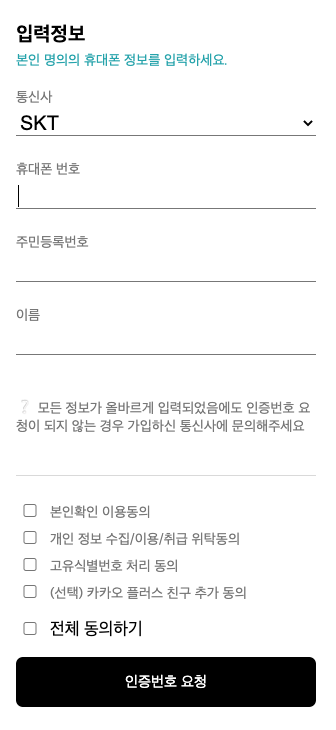 입력정보
본인 명의의 휴대폰 정보를 입력하세요.
통신사
SKT
휴대폰 번호
주민등록번호
이름
❔ 모든 정보가 올바르게 입력되었음에도 인증번호 요
청이 되지 않는 경우 가입하신 통신사에 문의해주세요
본인확인 이용동의
개인 정보 수집/이용/취급 위탁동의
고유식별번호 처리 동의
(선택) 카카오 플러스 친구 추가 동의
전체 동의하기
인증번호 요청